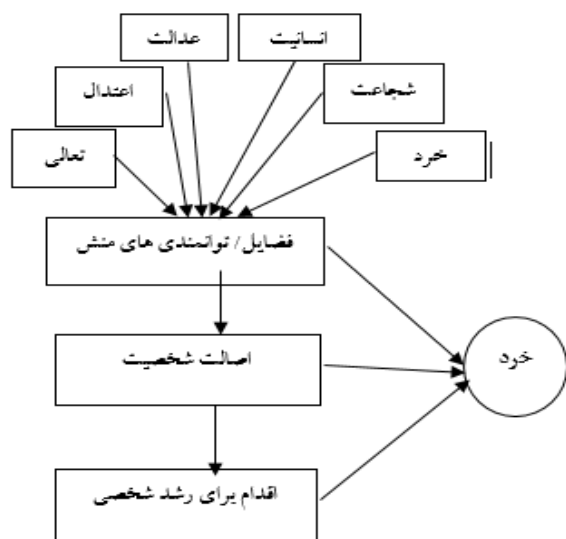 انسانیت
عدالت
شجاعت
اعتدال
خرد
تعالی
فضایل/ توانمندی های منش
اصالت شخصیت
خرد
اقدام برای رشد شخصی